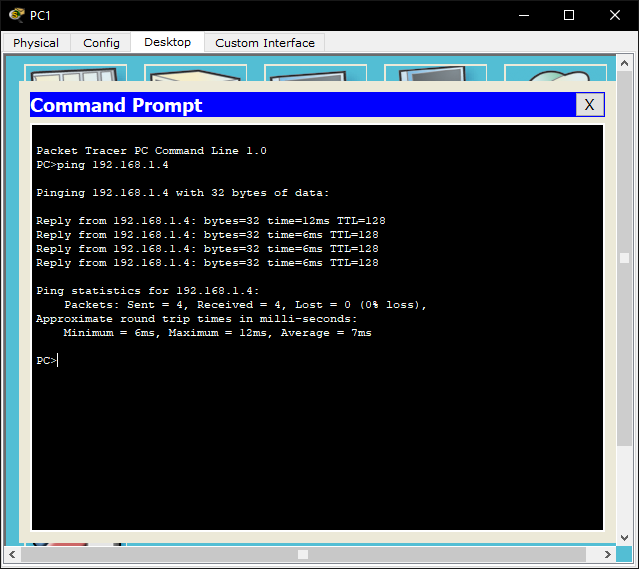 PC1
Physical Config Desktop Custom Interface
Command Prompt X
Packet Tracer PC Command Line 1.0
PC>ping 192.168.1.4
Pinging 192.168.1.4 with 32 bytes of data:
Reply from 192.168.1.4: bytes=32 time=12ms TTL=128
Reply from 192.168.1.4: bytes=32 time=6ms TTL=128
Reply from 192.168.1.4: bytes=32 time=6ms TTL=128
Reply from 192.168.1.4: bytes=32 time=6ms TTL=128
Ping statistics for 192.168.1.4:
Packets: Sent = 4, Received = 4, Lost = 0 (0% loss),
Approximate round trip times in milli-seconds:
Minimum = 6ms, Maximum = 12ms, Average = 7ms
PC>